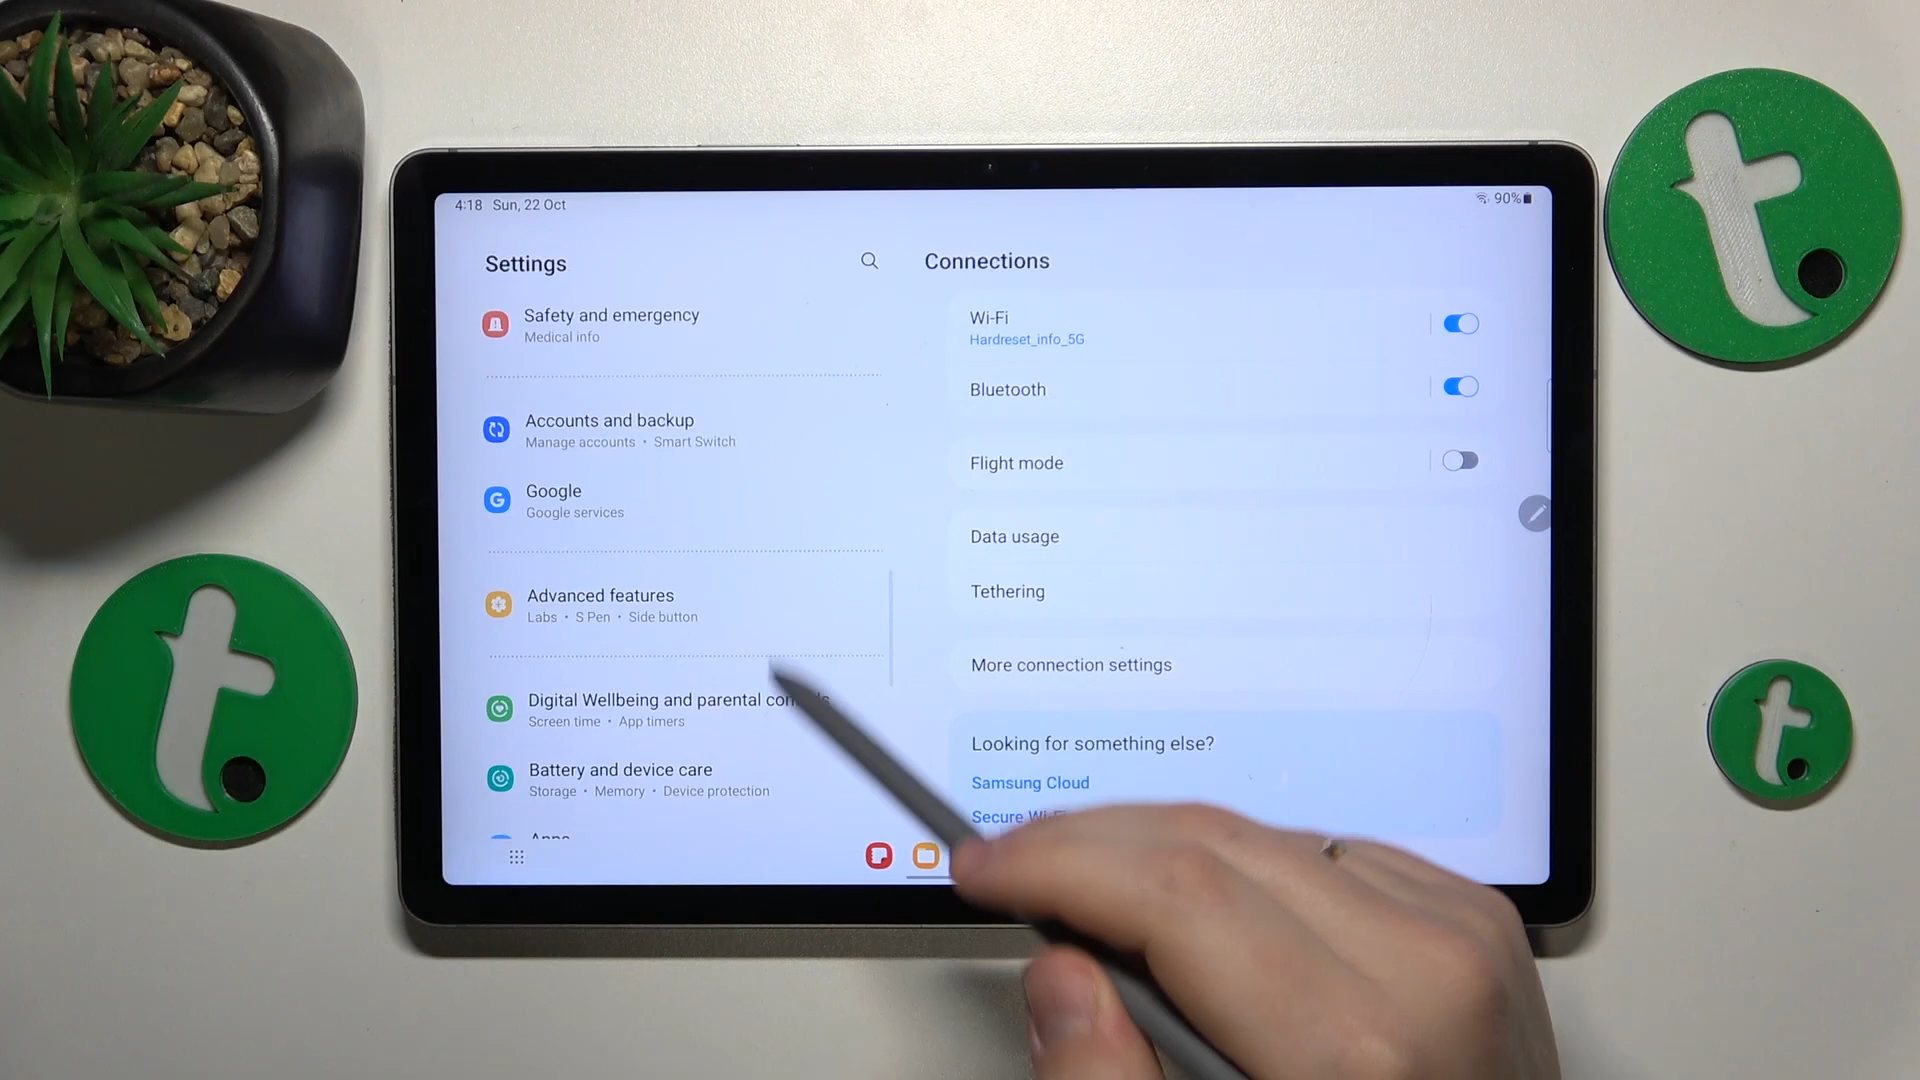 4:18 Sun, 22 Oct
90%
Settings
Safety and emergency
Medical info
Accounts and backup
Manage accounts • Smart Switch
Google
Google services
Advanced features
Labs • S Pen • Side button
Digital Wellbeing and parental
Screen time • App timers
Battery and device care
Storage • Memory • Device protection
Apps
Connections
Wi-Fi
Hardreset_info_5G
Bluetooth
Flight mode
Data usage
Tethering
More connection settings
Looking for something else?
Samsung Cloud
Secure Wi-Fi
t.
t.
t.